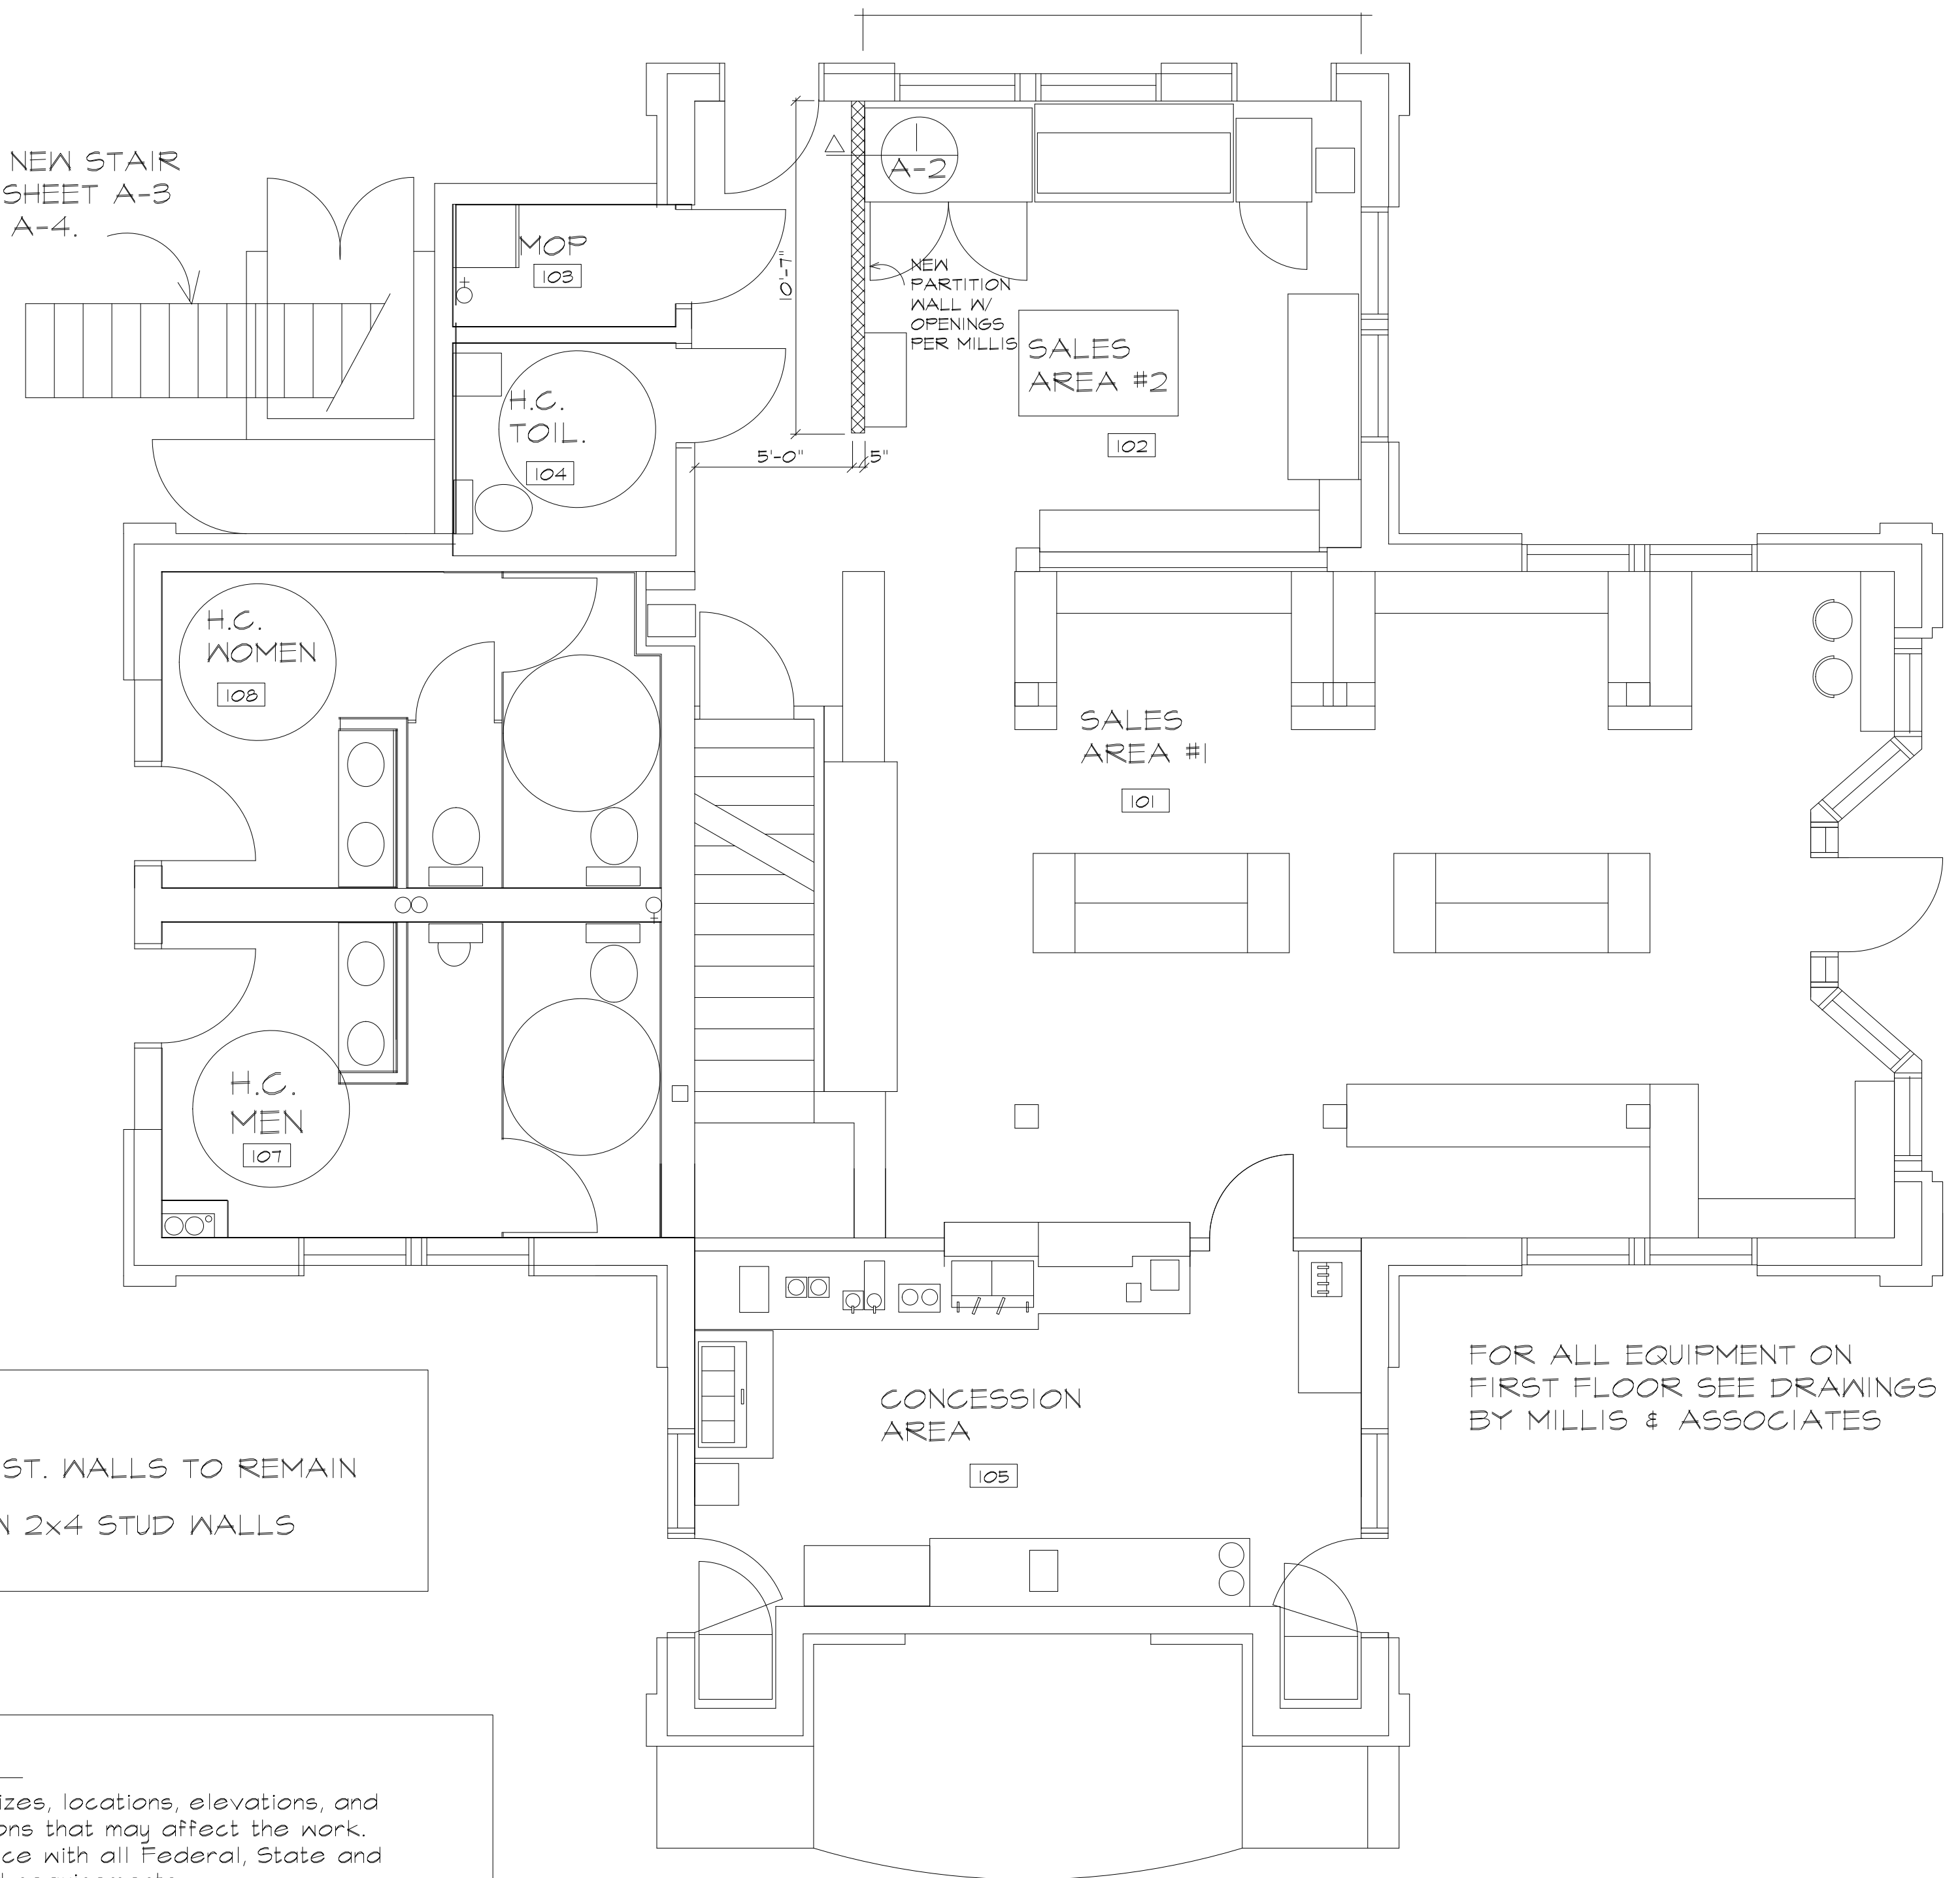 NEW STAIR
SHEET A-3
A-4.
1
A-2
MOP
103
10'-7"
NEW
PARTITION
WALL W/
OPENINGS
PER MILLIS
SALES
AREA #2
102
H.C.
TOIL.
104
5'-0"
5"
H.C.
WOMEN
108
SALES
AREA #1
101
H.C.
MEN
107
FOR ALL EQUIPMENT ON
FIRST FLOOR SEE DRAWINGS
BY MILLIS & ASSOCIATES
CONCESSION
AREA
105
ST. WALLS TO REMAIN
N 2x4 STUD WALLS
izes, locations, elevations, and
ons that may affect the work.
ce with all Federal, State and